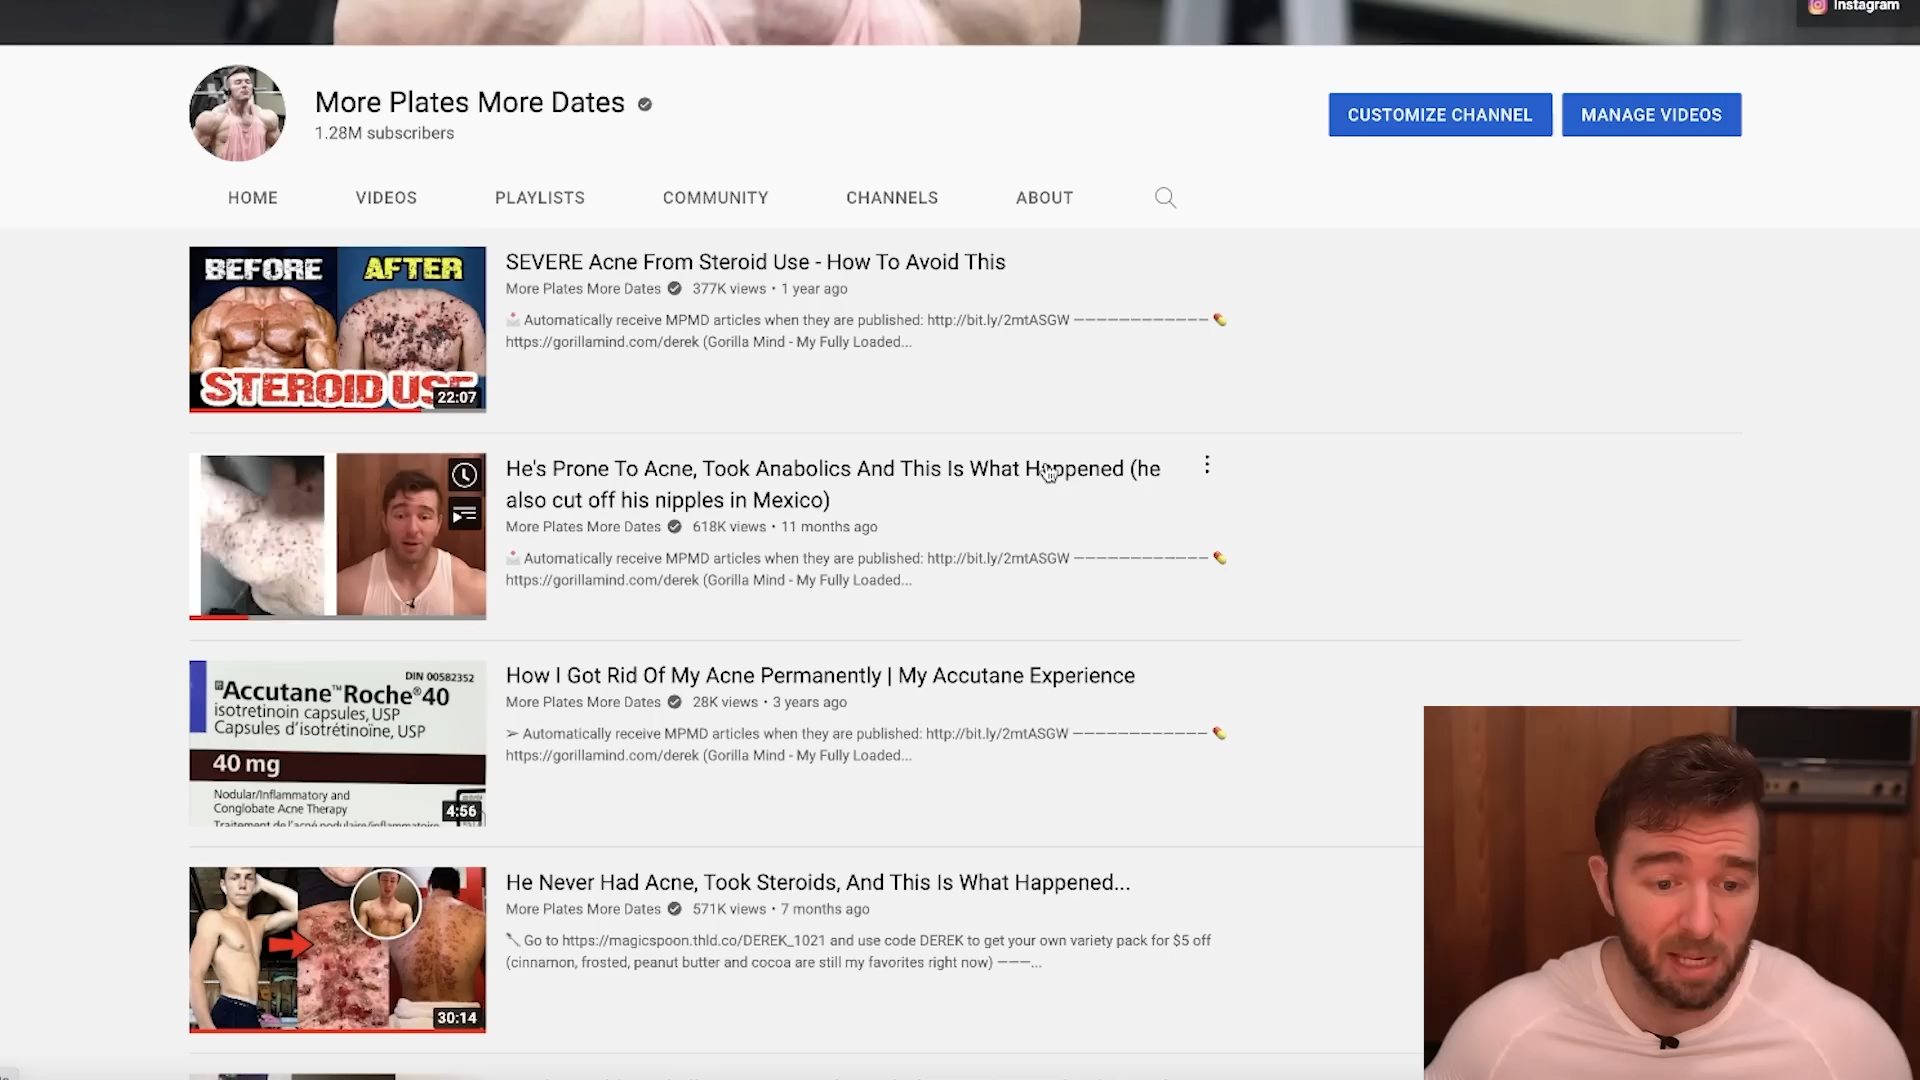 Instagram
More Plates More Dates
1.28M subscribers
CUSTOMIZE CHANNEL
MANAGE VIDEOS
HOME
VIDEOS
PLAYLISTS
COMMUNITY
CHANNELS
ABOUT
BEFORE
AFTER
STEROID USE
22:07
SEVERE Acne From Steroid Use - How To Avoid This
More Plates More Dates 377K views • 1 year ago
Automatically receive MPMD articles when they are published: http://bit.ly/2mtASGW ————————————
https://gorillamind.com/derek (Gorilla Mind - My Fully Loaded...
He's Prone To Acne, Took Anabolics And This Is What Happened (he
also cut off his nipples in Mexico)
More Plates More Dates 618K views • 11 months ago
Automatically receive MPMD articles when they are published: http://bit.ly/2mtASGW ————————————
https://gorillamind.com/derek (Gorilla Mind - My Fully Loaded...
DIN 00582352
Accutane™ Roche® 40
isotretinoin capsules, USP
Capsules d'isotrétinoïne, USP
40 mg
Nodular/Inflammatory and
Conglobate Acne Therapy
Traitement de l'acné nodulaire/inflammatoire
4:56
How I Got Rid Of My Acne Permanently | My Accutane Experience
More Plates More Dates 28K views • 3 years ago
➢ Automatically receive MPMD articles when they are published: http://bit.ly/2mtASGW ————————————
https://gorillamind.com/derek (Gorilla Mind - My Fully Loaded...
30:14
He Never Had Acne, Took Steroids, And This Is What Happened...
More Plates More Dates 571K views • 7 months ago
Go to https://magicspoon.thld.co/DEREK_1021 and use code DEREK to get your own variety pack for $5 off
(cinnamon, frosted, peanut butter and cocoa are still my favorites right now) ———...